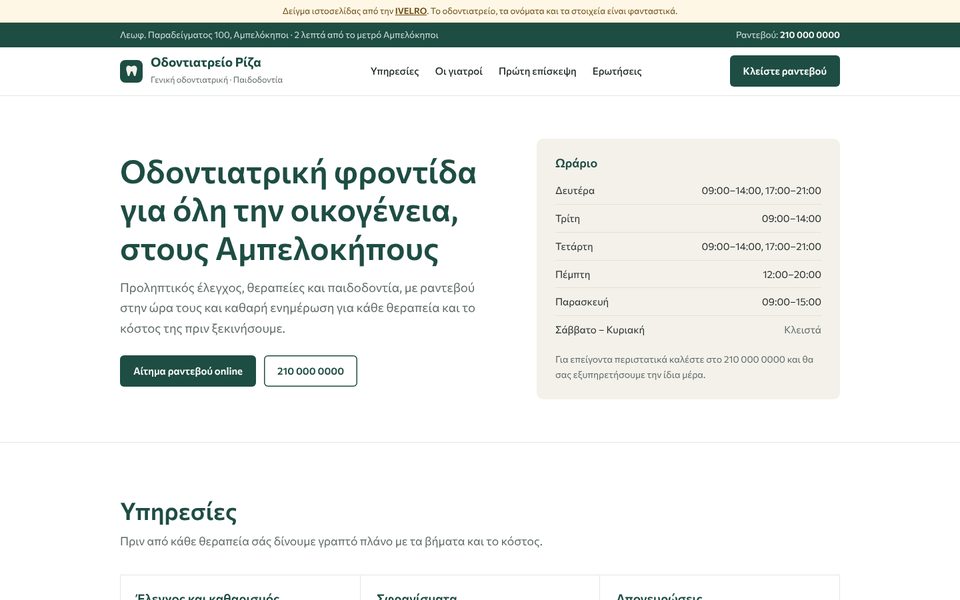 Δείγμα ιστοσελίδας από την IVELRO. Το οδοντιατρείο, τα ονόματα και τα στοιχεία είναι φανταστικά.
Λεωφ. Παραδείγματος 100, Αμπελόκηποι · 2 λεπτά από το μετρό Αμπελόκηποι
Ραντεβού: 210 000 0000
Οδοντιατρείο Ρίζα
Γενική οδοντιατρική · Παιδοδοντία
Υπηρεσίες Οι γιατροί Πρώτη επίσκεψη Ερωτήσεις
Κλείστε ραντεβού
Οδοντιατρική φροντίδα
για όλη την οικογένεια,
στους Αμπελοκήπους
Προληπτικός έλεγχος, θεραπείες και παιδοδοντία, με ραντεβού
στην ώρα τους και καθαρή ενημέρωση για κάθε θεραπεία και το
κόστος της πριν ξεκινήσουμε.
Αίτημα ραντεβού online
210 000 0000
Ωράριο
Δευτέρα 09:00–14:00, 17:00–21:00
Τρίτη 09:00–14:00
Τετάρτη 09:00–14:00, 17:00–21:00
Πέμπτη 12:00–20:00
Παρασκευή 09:00–15:00
Σάββατο – Κυριακή Κλειστά
Για επείγοντα περιστατικά καλέστε στο 210 000 0000 και θα
σας εξυπηρετήσουμε την ίδια μέρα.
Υπηρεσίες
Πριν από κάθε θεραπεία σάς δίνουμε γραπτό πλάνο με τα βήματα και το κόστος.
Έλεγχος και καθαρισμός
Σφραγίσματα
Απονευρώσεις